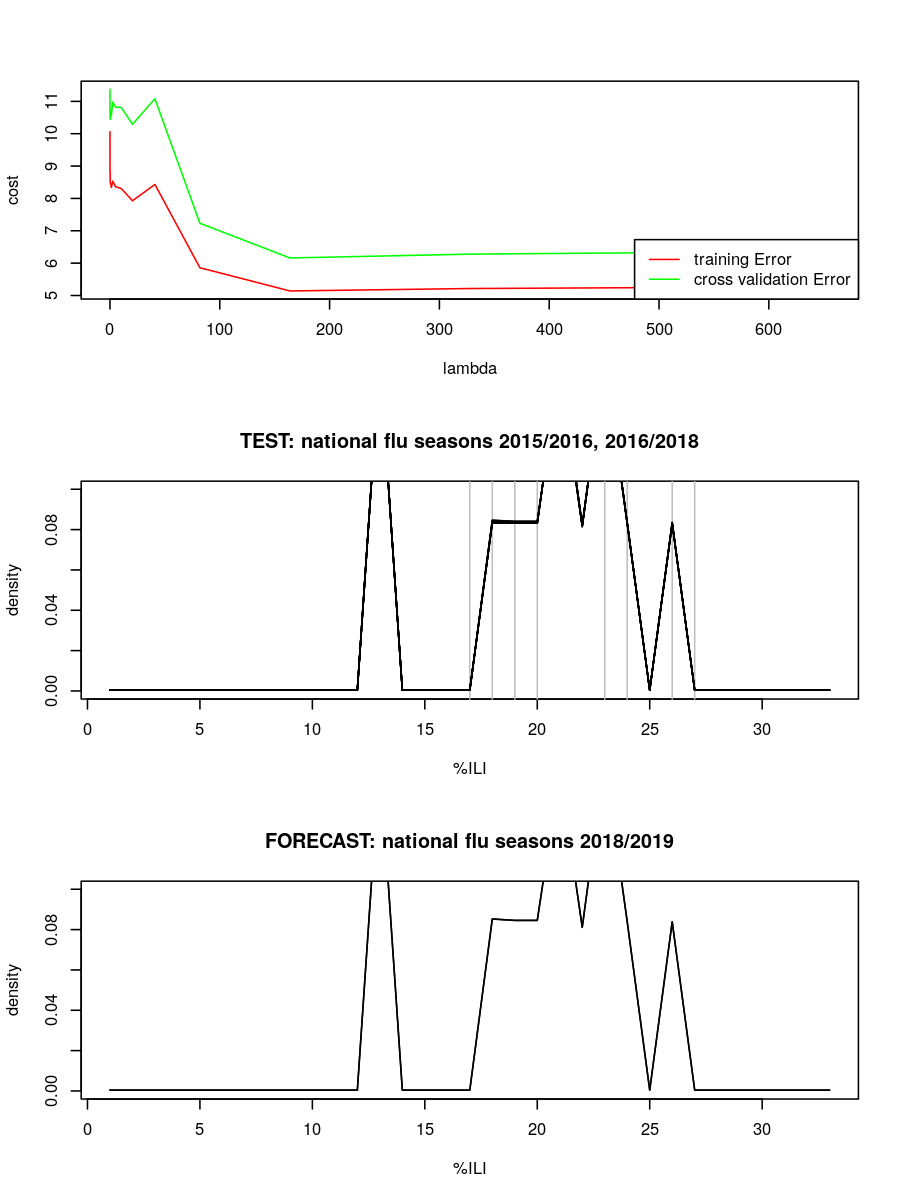 cost
11
10
9
8
7
6
5
training Error
cross validation Error
0 100 200 300 400 500 600
lambda
TEST: national flu seasons 2015/2016, 2016/2018
density
0.08
0.04
0.00
0 5 10 15 20 25 30
%ILI
FORECAST: national flu seasons 2018/2019
density
0.08
0.04
0.00
0 5 10 15 20 25 30
%ILI